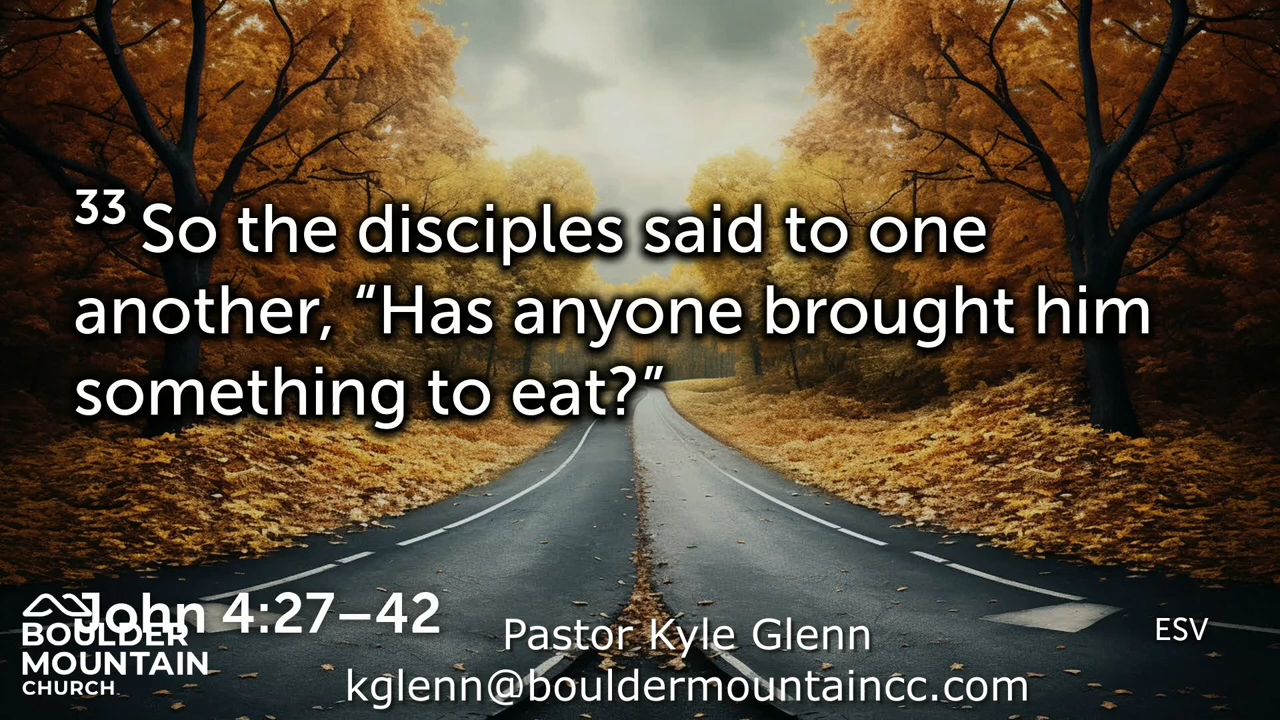 33 So the disciples said to one
another, “Has anyone brought him
something to eat?”
John 4:27–42
BOULDER
MOUNTAIN
CHURCH
Pastor Kyle Glenn
kglenn@bouldermountaincc.com
ESV